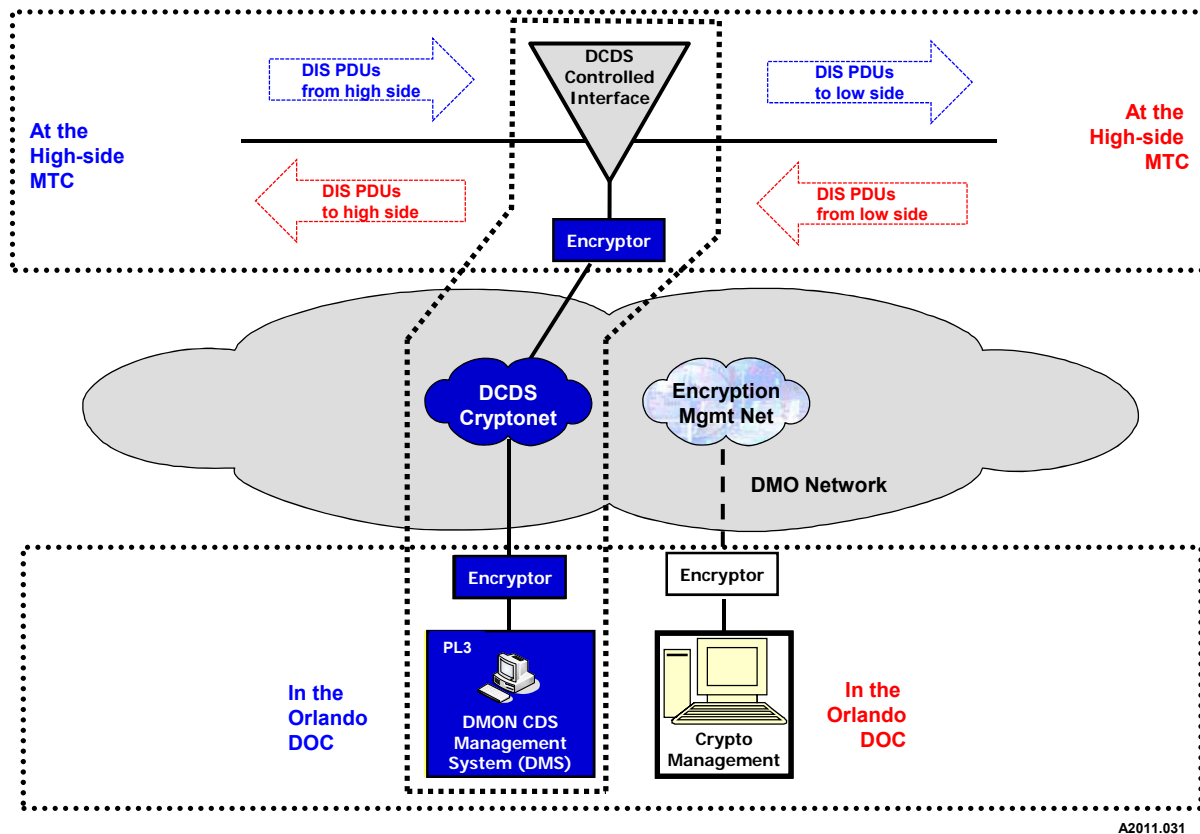 DIS PDUs
from high side
DCDS
Controlled
Interface
DIS PDUs
to low side
At the
High-side
MTC
At the
High-side
MTC
DIS PDUs
to high side
DIS PDUs
from low side
Encryptor
DCDS
Cryptonet
Encryption
Mgmt Net
DMO Network
Encryptor
Encryptor
PL3
DMON CDS
Management
System (DMS)
Crypto
Management
In the
Orlando
DOC
In the
Orlando
DOC
A2011.031